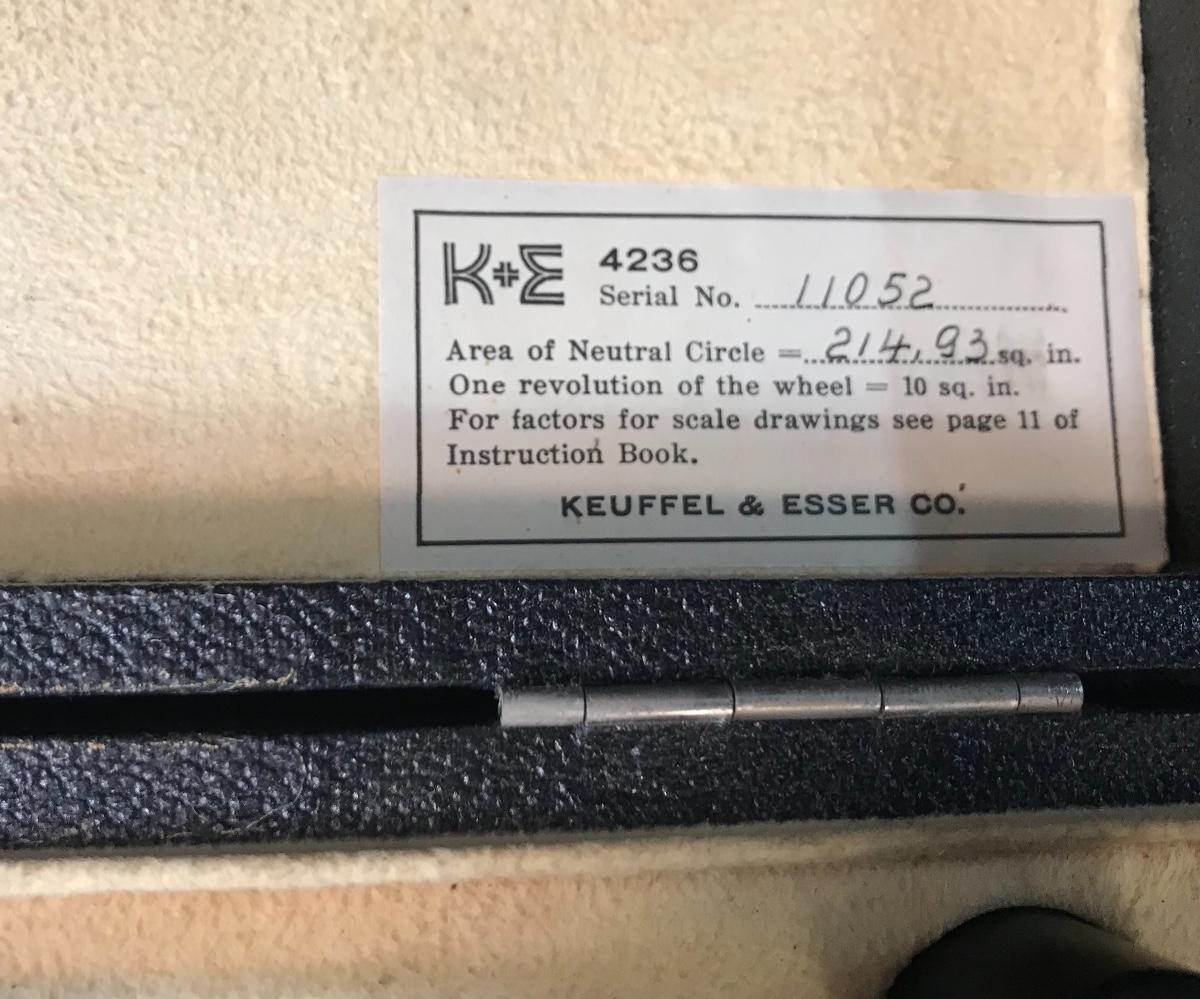 K+E 4236
Serial No. 11052
Area of Neutral Circle = 214.93 sq. in.
One revolution of the wheel = 10 sq. in.
For factors for scale drawings see page 11 of
Instruction Book.
KEUFFEL & ESSER CO.